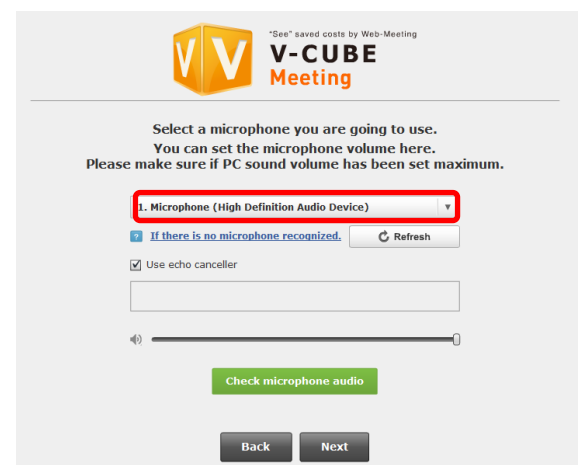 "See" saved costs by Web-Meeting
V-CUBE
Meeting
Select a microphone you are going to use.
You can set the microphone volume here.
Please make sure if PC sound volume has been set maximum.
1. Microphone (High Definition Audio Device)
? If there is no microphone recognized. Refresh
Use echo canceller
Check microphone audio
Back Next